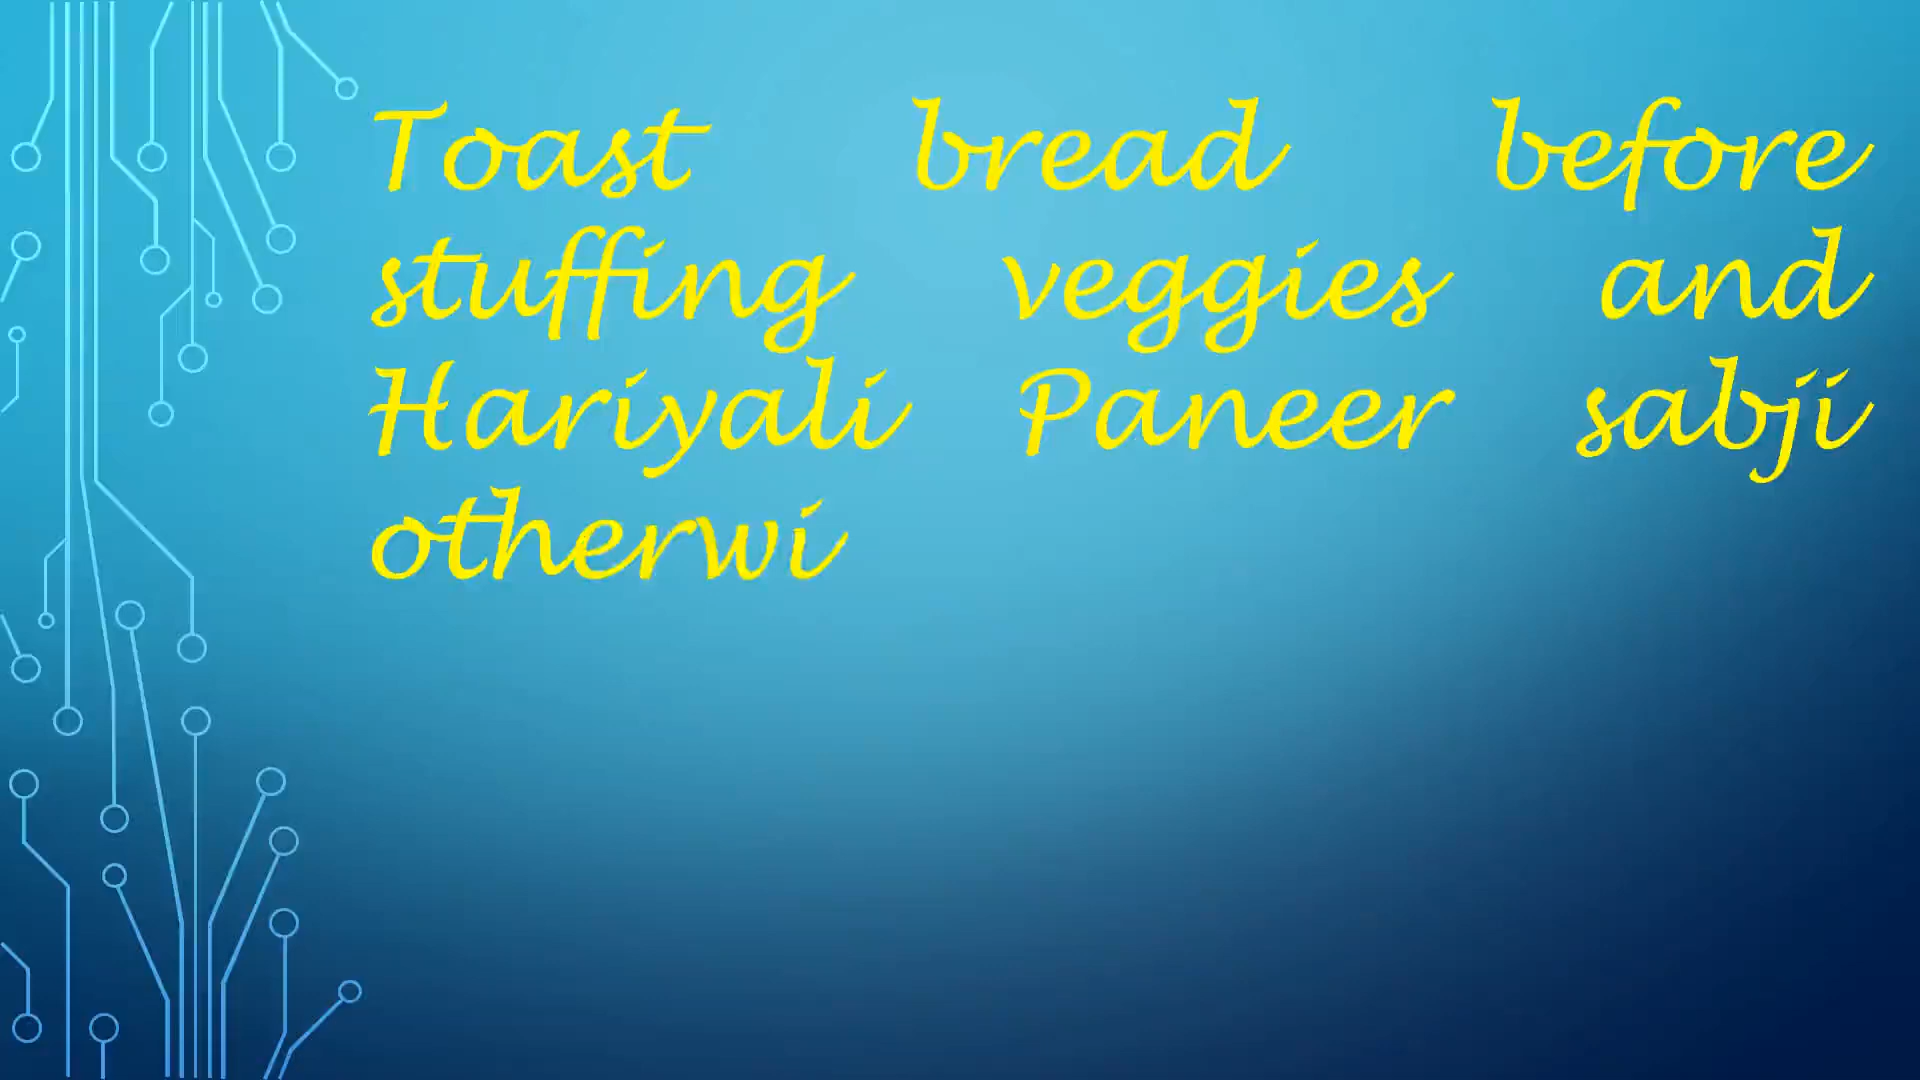 Toast bread before
stuffing veggies and
Hariyali Paneer sabji
otherwi